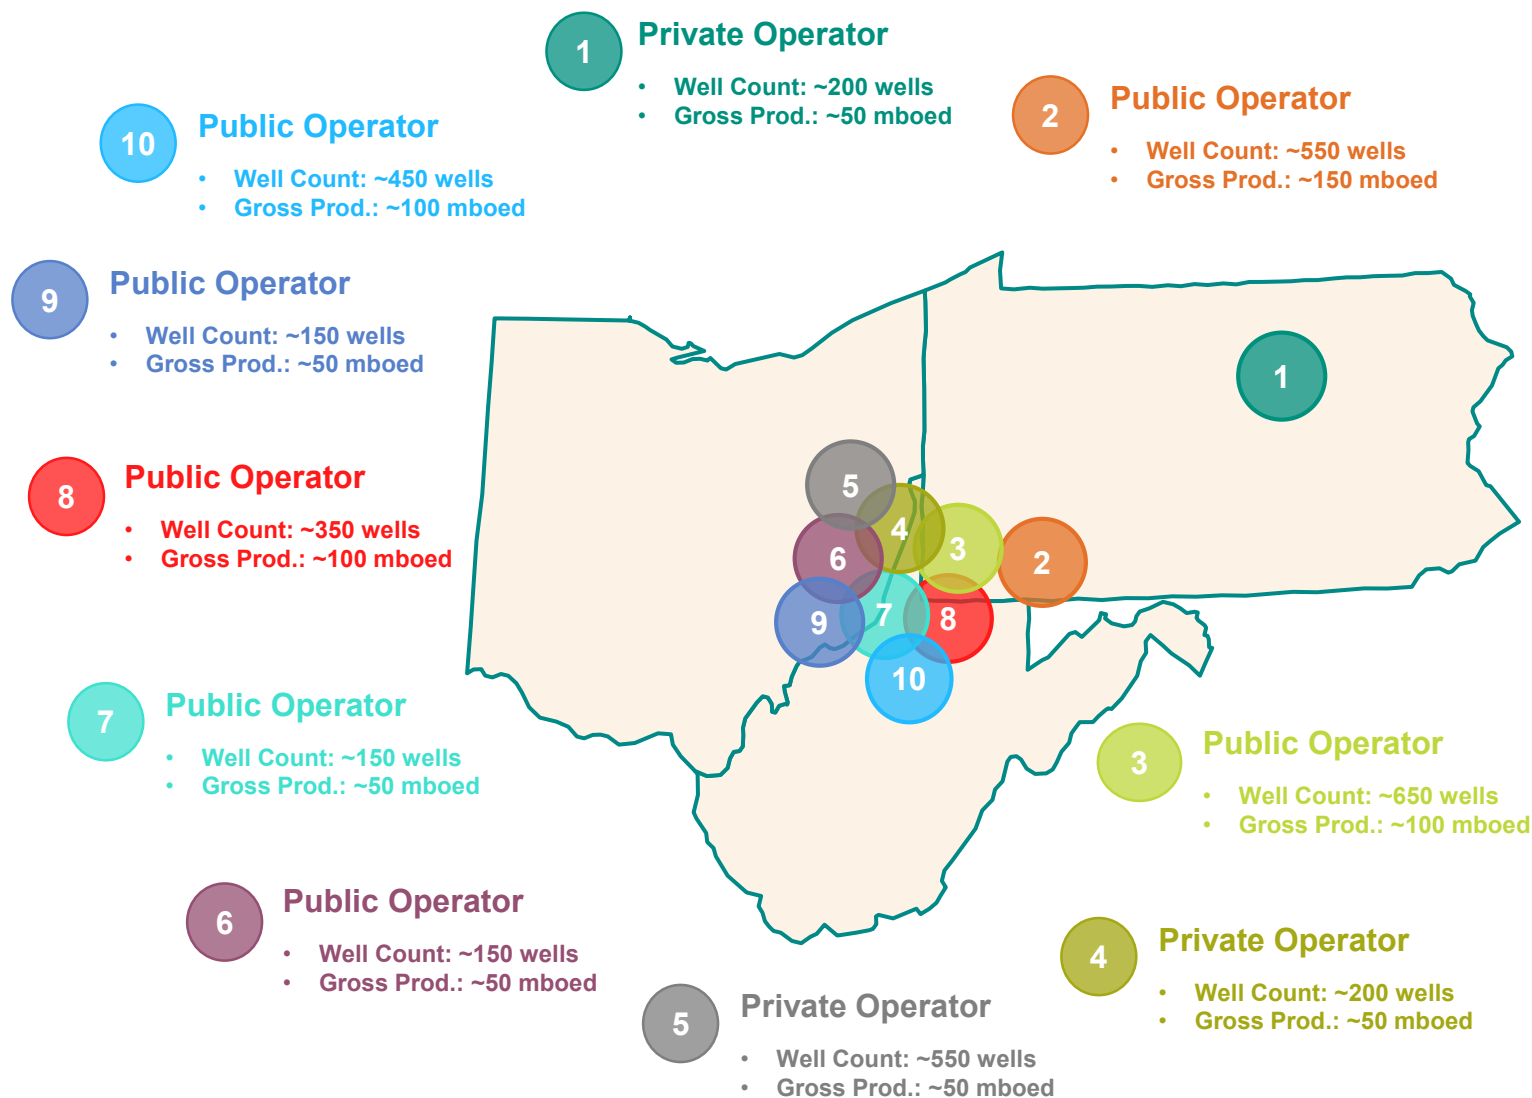 1
Private Operator
• Well Count: ~200 wells
• Gross Prod.: ~50 mboed
2
Public Operator
• Well Count: ~550 wells
• Gross Prod.: ~150 mboed
10
Public Operator
• Well Count: ~450 wells
• Gross Prod.: ~100 mboed
9
Public Operator
• Well Count: ~150 wells
• Gross Prod.: ~50 mboed
8
Public Operator
• Well Count: ~350 wells
• Gross Prod.: ~100 mboed
7
Public Operator
• Well Count: ~150 wells
• Gross Prod.: ~50 mboed
6
Public Operator
• Well Count: ~150 wells
• Gross Prod.: ~50 mboed
5
Private Operator
• Well Count: ~550 wells
• Gross Prod.: ~50 mboed
4
Private Operator
• Well Count: ~200 wells
• Gross Prod.: ~50 mboed
3
Public Operator
• Well Count: ~650 wells
• Gross Prod.: ~100 mboed
1
5
4
3
6
2
9
7
8
10